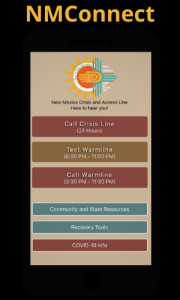 NMConnect
New Mexico Crisis and Access Line
Here to hear you!
Call Crisis Line
(24 Hours)
Text Warmline
(6:00 PM - 11:00 PM)
Call Warmline
(3:30 PM - 11:30 PM)
Community and State Resources
Recovery Tools
COVID-19 Info